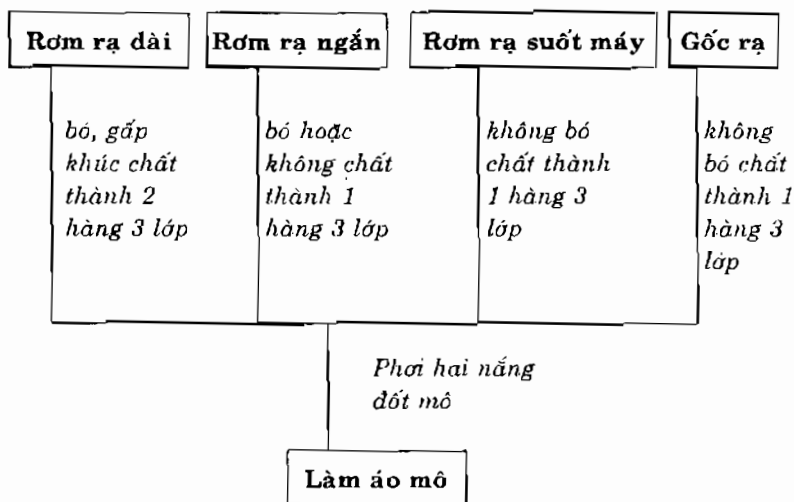 Rơm rạ dài
Rơm rạ ngắn
Rơm rạ suốt máy
Gốc rạ
bó, gấp
khúc chất
thành 2
hàng 3 lớp
bó hoặc
không chất
thành 1
hàng 3 lớp
không bó
chất thành
1 hàng 3
lớp
không
bó chất
thành 1
hàng 3
lớp
Phơi hai nắng
đốt mô
Làm áo mô